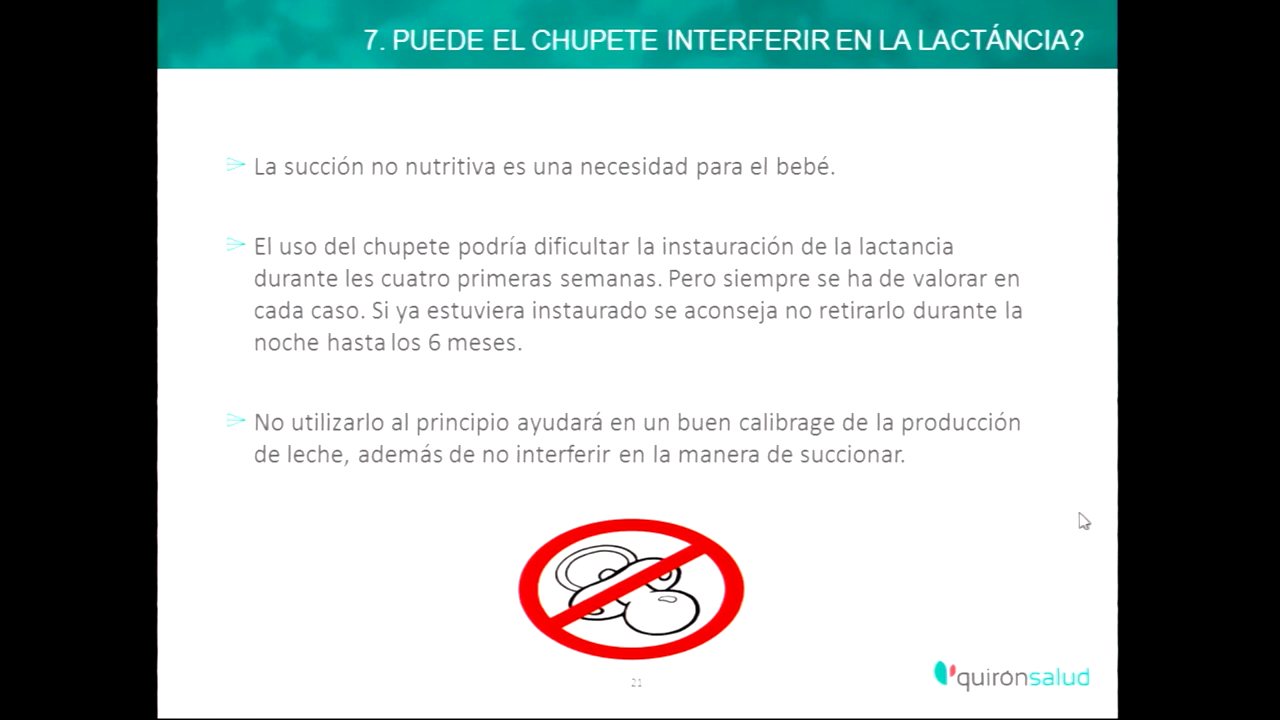 7. PUEDE EL CHUPETE INTERFERIR EN LA LACTÁNCIA?
La succión no nutritiva es una necesidad para el bebé.
El uso del chupete podría dificultar la instauración de la lactancia
durante les cuatro primeras semanas. Pero siempre se ha de valorar en
cada caso. Si ya estuviera instaurado se aconseja no retirarlo durante la
noche hasta los 6 meses.
No utilizarlo al principio ayudará en un buen calibrage de la producción
de leche, además de no interferir en la manera de succionar.
21
quirónsalud